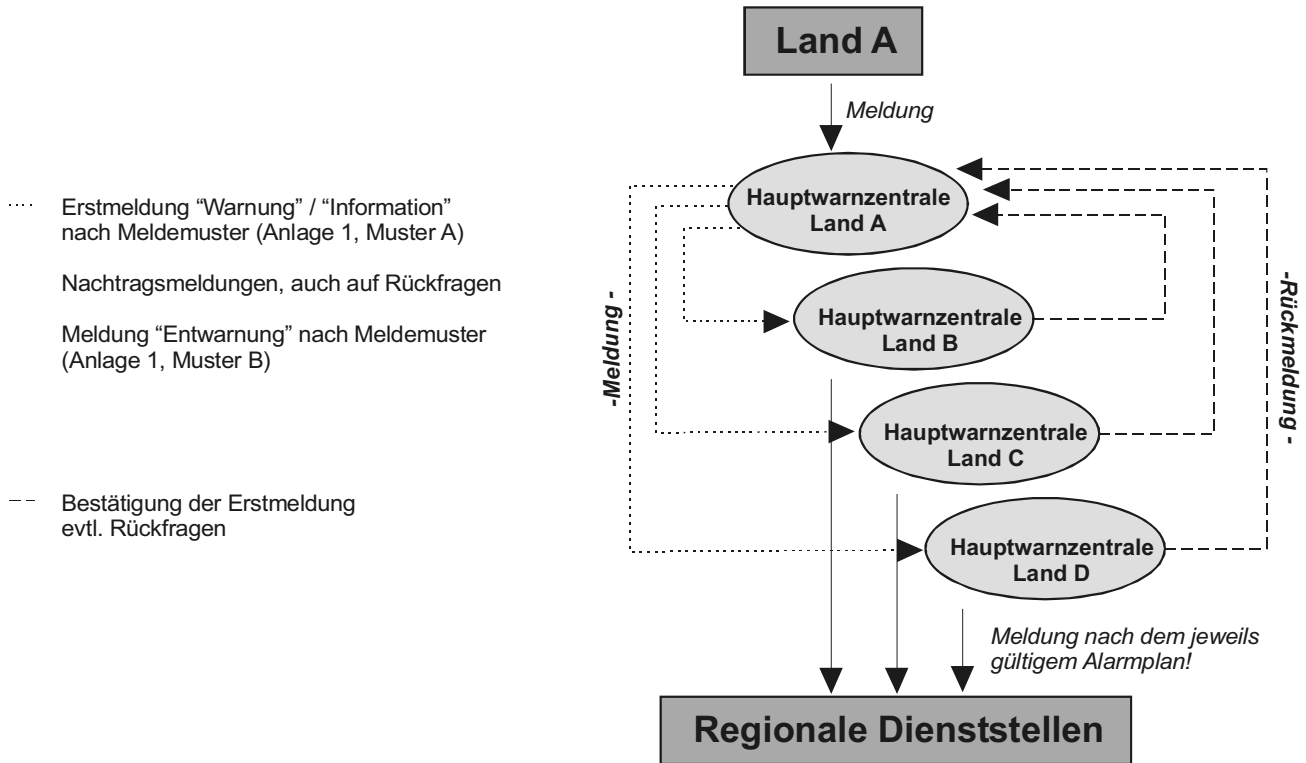 Land A
Meldung
Hauptwarnzentrale
Land A
Erstmeldung “Warnung” / “Information”
nach Meldemuster (Anlage 1, Muster A)
Nachtragsmeldungen, auch auf Rückfragen
Meldung “Entwarnung” nach Meldemuster
(Anlage 1, Muster B)
-Meldung -
Hauptwarnzentrale
Land B
-Rückmeldung -
Hauptwarnzentrale
Land C
Bestätigung der Erstmeldung
evtl. Rückfragen
Hauptwarnzentrale
Land D
Meldung nach dem jeweils
gültigem Alarmplan!
Regionale Dienststellen